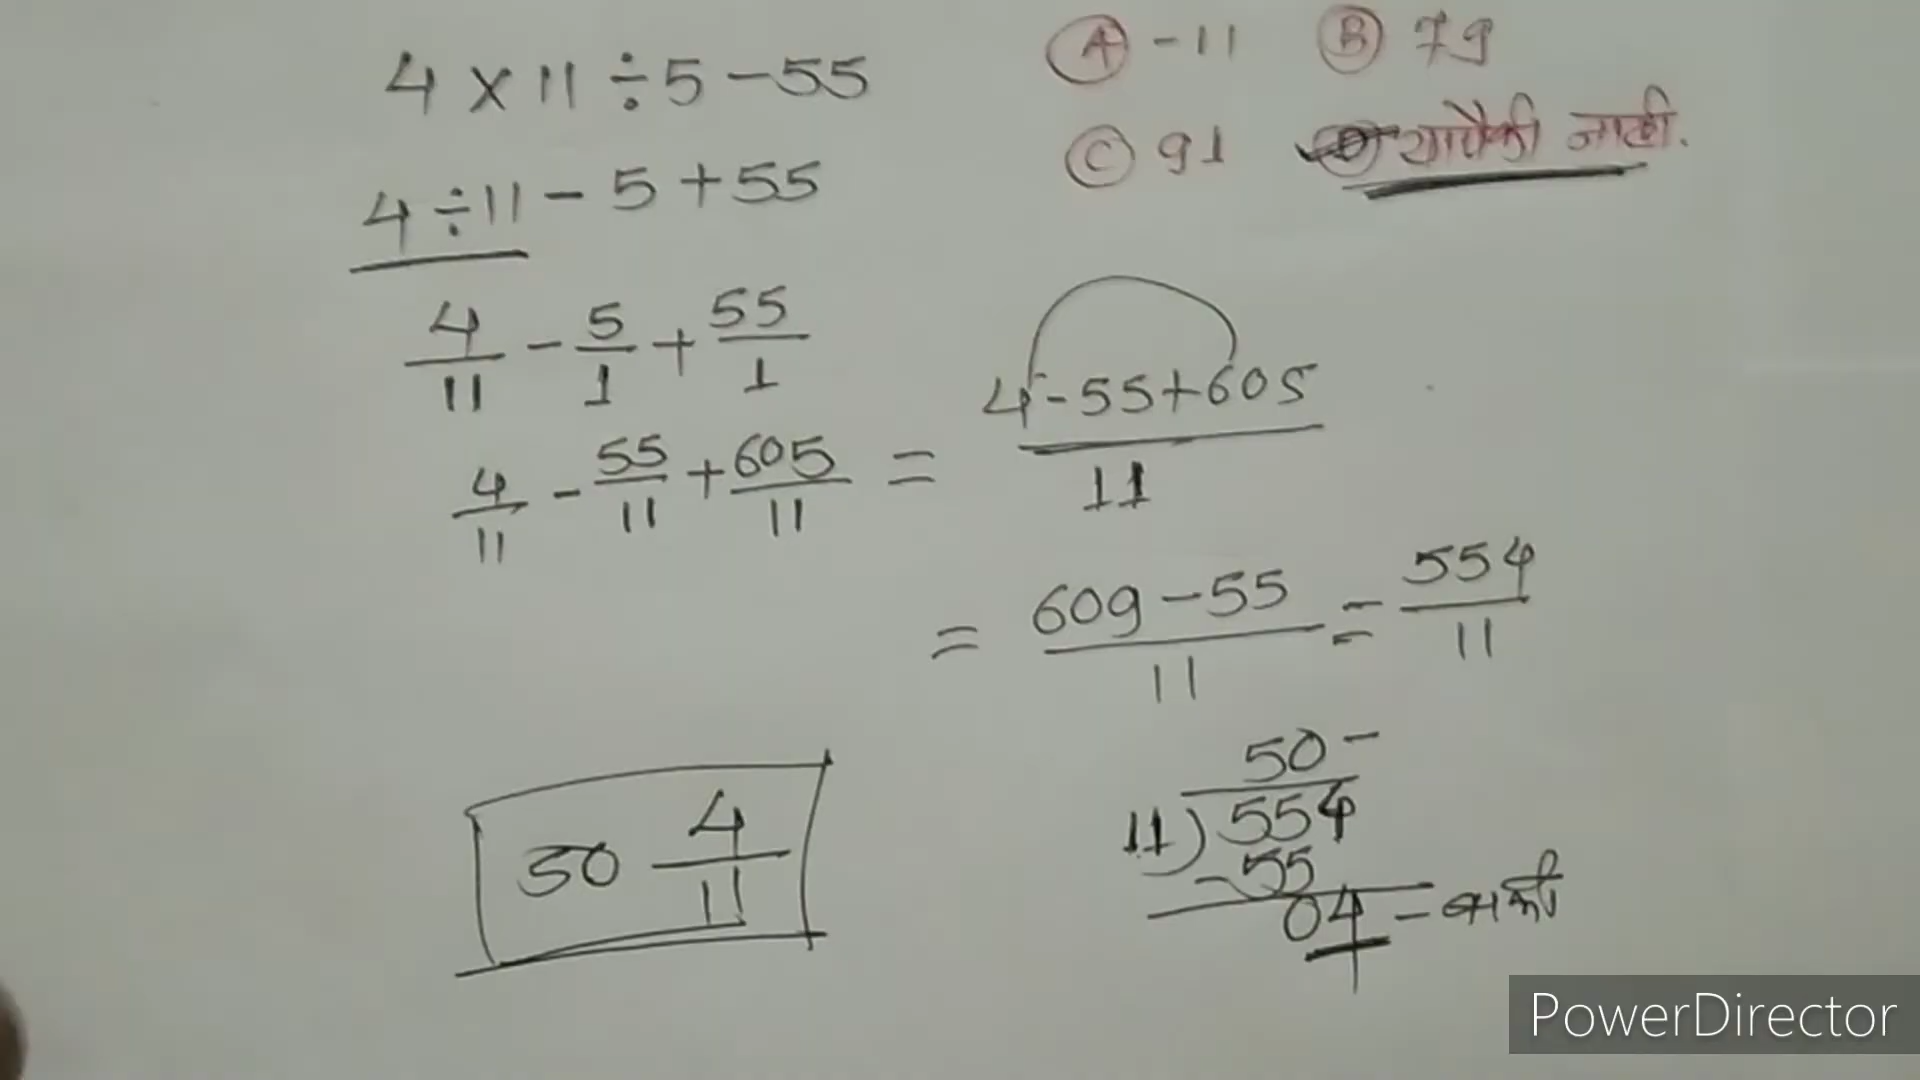 4 × 11 ÷ 5 − 55
Ⓐ −11 Ⓑ 79
Ⓒ 91 Ⓓ यापैकी नाही.
4 ÷ 11 − 5 + 55
4/11 − 5/1 + 55/1
4/11 − 55/11 + 605/11 = 4 − 55 + 605 / 11
= 609 − 55 / 11 = 554/11
50 4/11
50 −
11) 554
− 55
04 − बाकी
PowerDirector